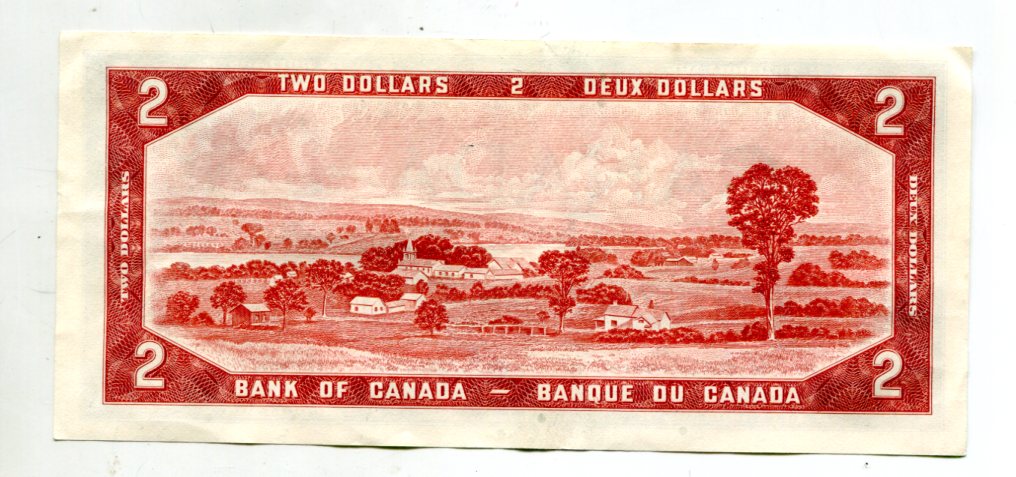 TWO DOLLARS 2 DEUX DOLLARS
2 2
TWO DOLLARS
DEUX DOLLARS
2 2
BANK OF CANADA – BANQUE DU CANADA